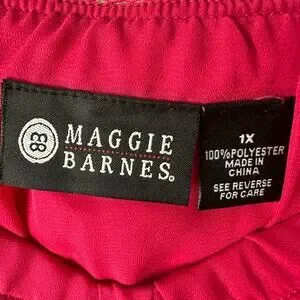 MAGGIE
BARNES®
1X
100% POLYESTER
MADE IN
CHINA
SEE REVERSE
FOR CARE